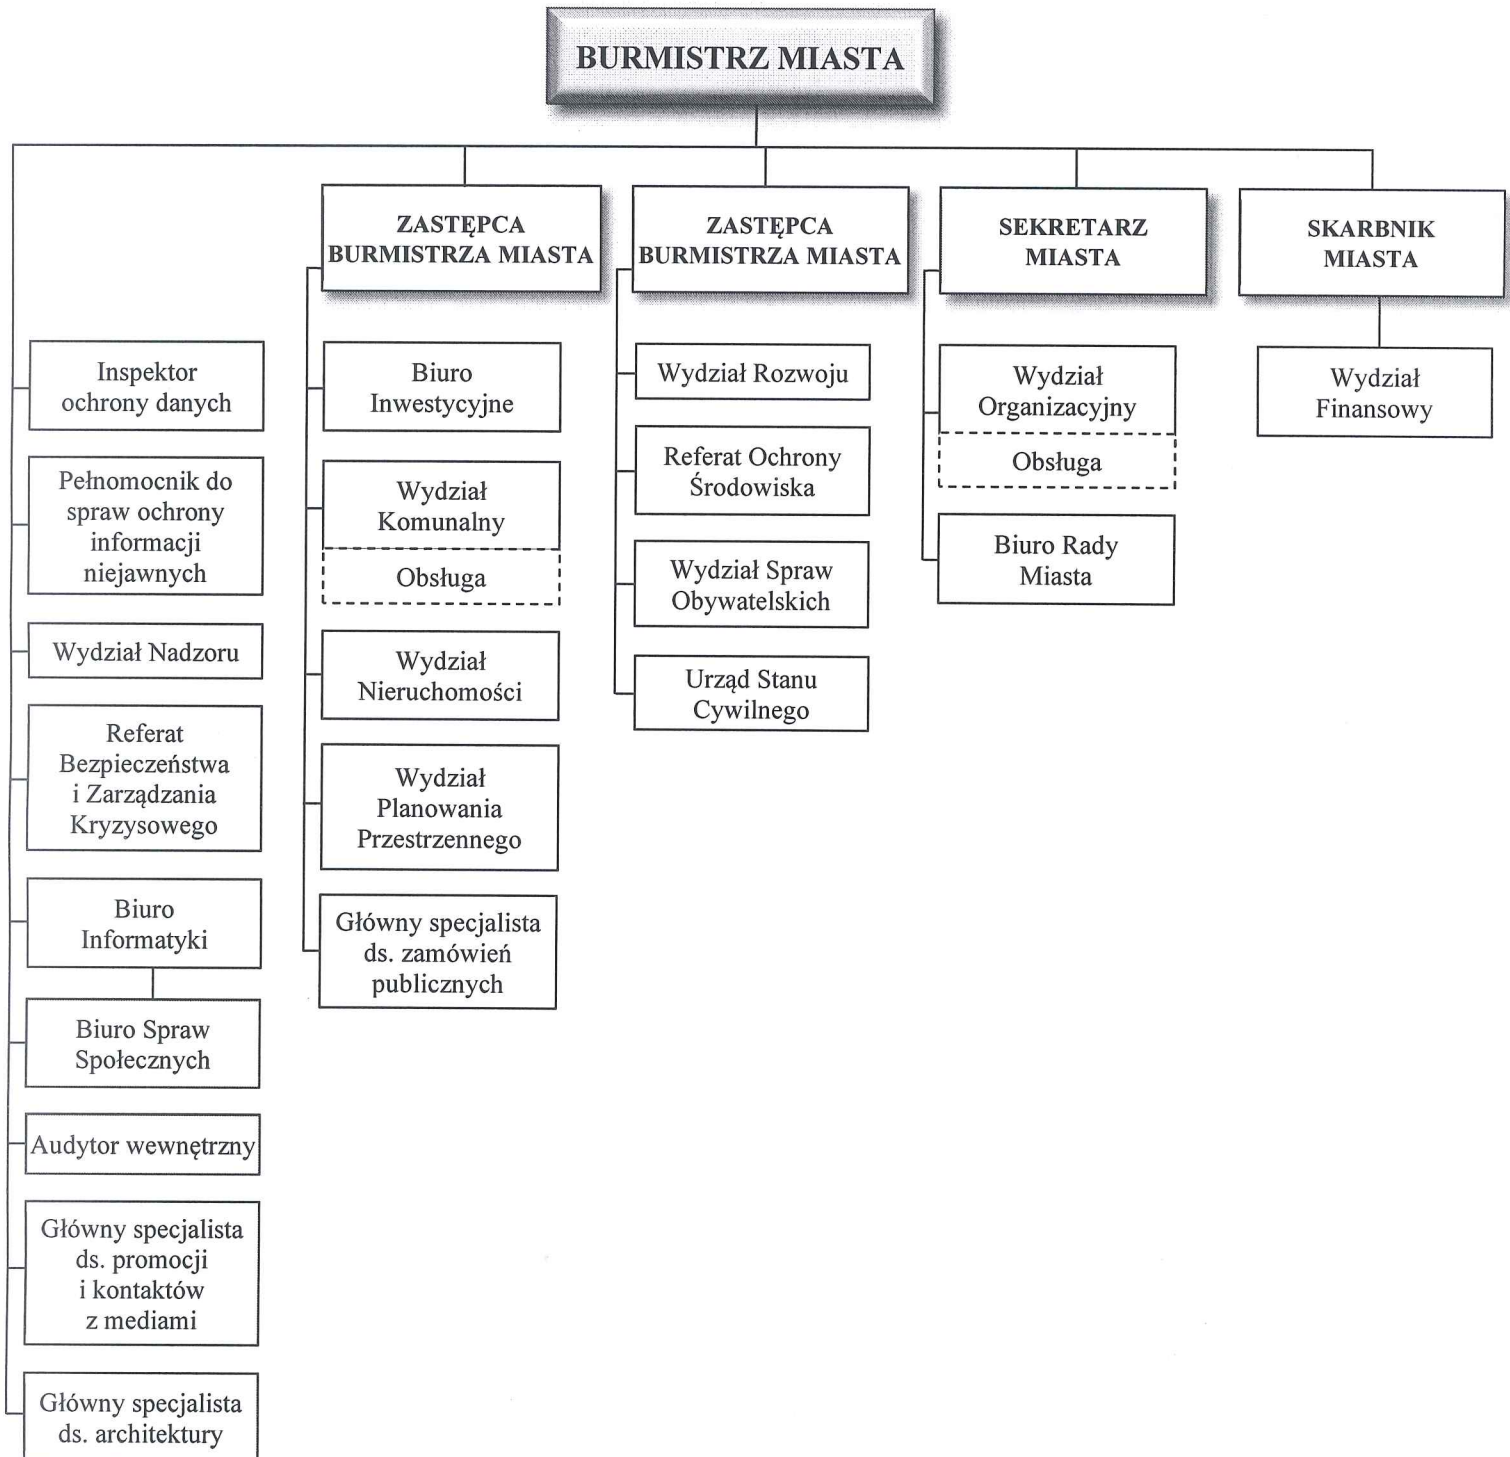 BURMISTRZ MIASTA
ZASTĘPCA
BURMISTRZA MIASTA
ZASTĘPCA
BURMISTRZA MIASTA
SEKRETARZ
MIASTA
SKARBNIK
MIASTA
Inspektor
ochrony danych
Pełnomocnik do
spraw ochrony
informacji
niejawnych
Wydział Nadzoru
Referat
Bezpieczeństwa
i Zarządzania
Kryzysowego
Biuro
Informatyki
Biuro Spraw
Społecznych
Audytor wewnętrzny
Główny specjalista
ds. promocji
i kontaktów
z mediami
Główny specjalista
ds. architektury
Biuro
Inwestycyjne
Wydział
Komunalny
Obsługa
Wydział
Nieruchomości
Wydział
Planowania
Przestrzennego
Główny specjalista
ds. zamówień
publicznych
Wydział Rozwoju
Referat Ochrony
Środowiska
Wydział Spraw
Obywatelskich
Urząd Stanu
Cywilnego
Wydział
Organizacyjny
Obsługa
Biuro Rady
Miasta
Wydział
Finansowy